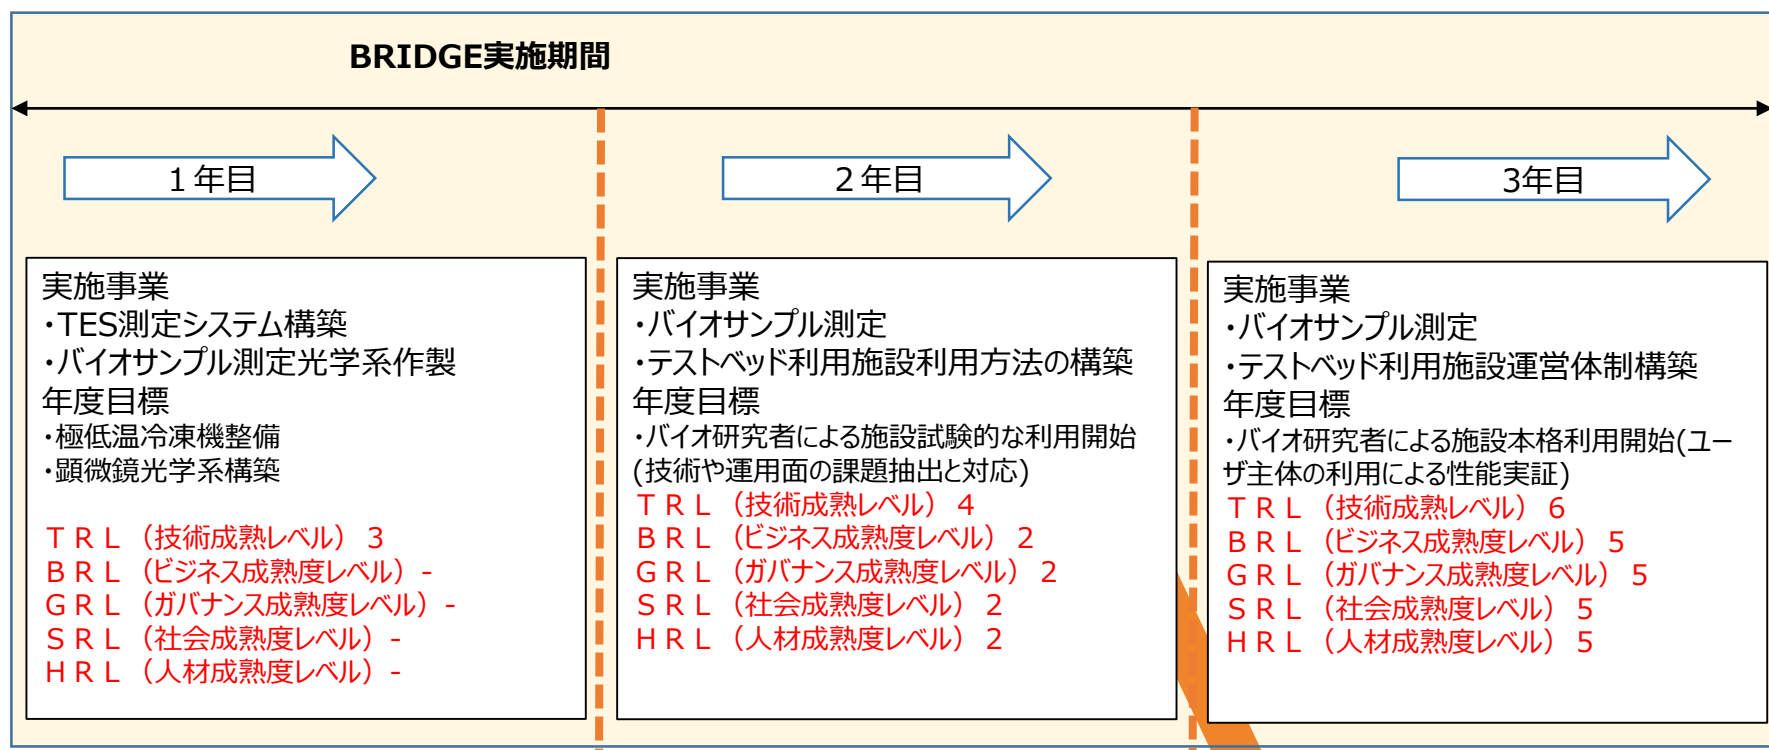 BRIDGE実施期間
１年目
２年目
3年目
実施事業
・TES測定システム構築
・バイオサンプル測定光学系作製
年度目標
・極低温冷凍機整備
・顕微鏡光学系構築
ＴＲＬ（技術成熟レベル）3
ＢＲＬ（ビジネス成熟度レベル）-
ＧＲＬ（ガバナンス成熟度レベル）-
ＳＲＬ（社会成熟度レベル）-
ＨＲＬ（人材成熟度レベル）-
実施事業
・バイオサンプル測定
・テストベッド利用施設利用方法の構築
年度目標
・バイオ研究者による施設試験的な利用開始
(技術や運用面の課題抽出と対応)
ＴＲＬ（技術成熟レベル）4
ＢＲＬ（ビジネス成熟度レベル）2
ＧＲＬ（ガバナンス成熟度レベル）2
ＳＲＬ（社会成熟度レベル）2
ＨＲＬ（人材成熟度レベル）2
実施事業
・バイオサンプル測定
・テストベッド利用施設運営体制構築
年度目標
・バイオ研究者による施設本格利用開始(ユー
ザ主体の利用による性能実証)
ＴＲＬ（技術成熟レベル）6
ＢＲＬ（ビジネス成熟度レベル）5
ＧＲＬ（ガバナンス成熟度レベル）5
ＳＲＬ（社会成熟度レベル）5
ＨＲＬ（人材成熟度レベル）5